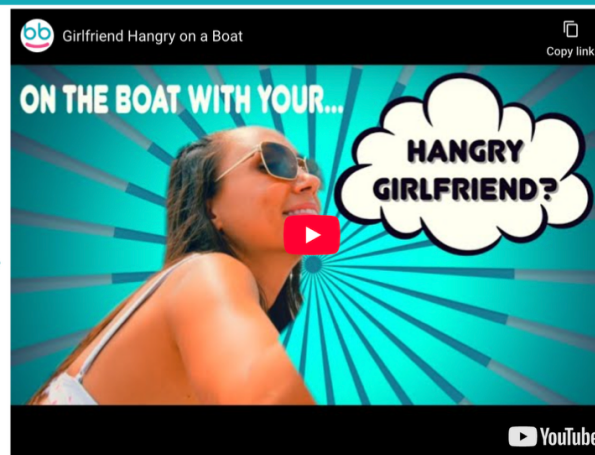 bb
Girlfriend Hangry on a Boat
Copy link
ON THE BOAT WITH YOUR...
HANGRY
GIRLFRIEND?
YouTube